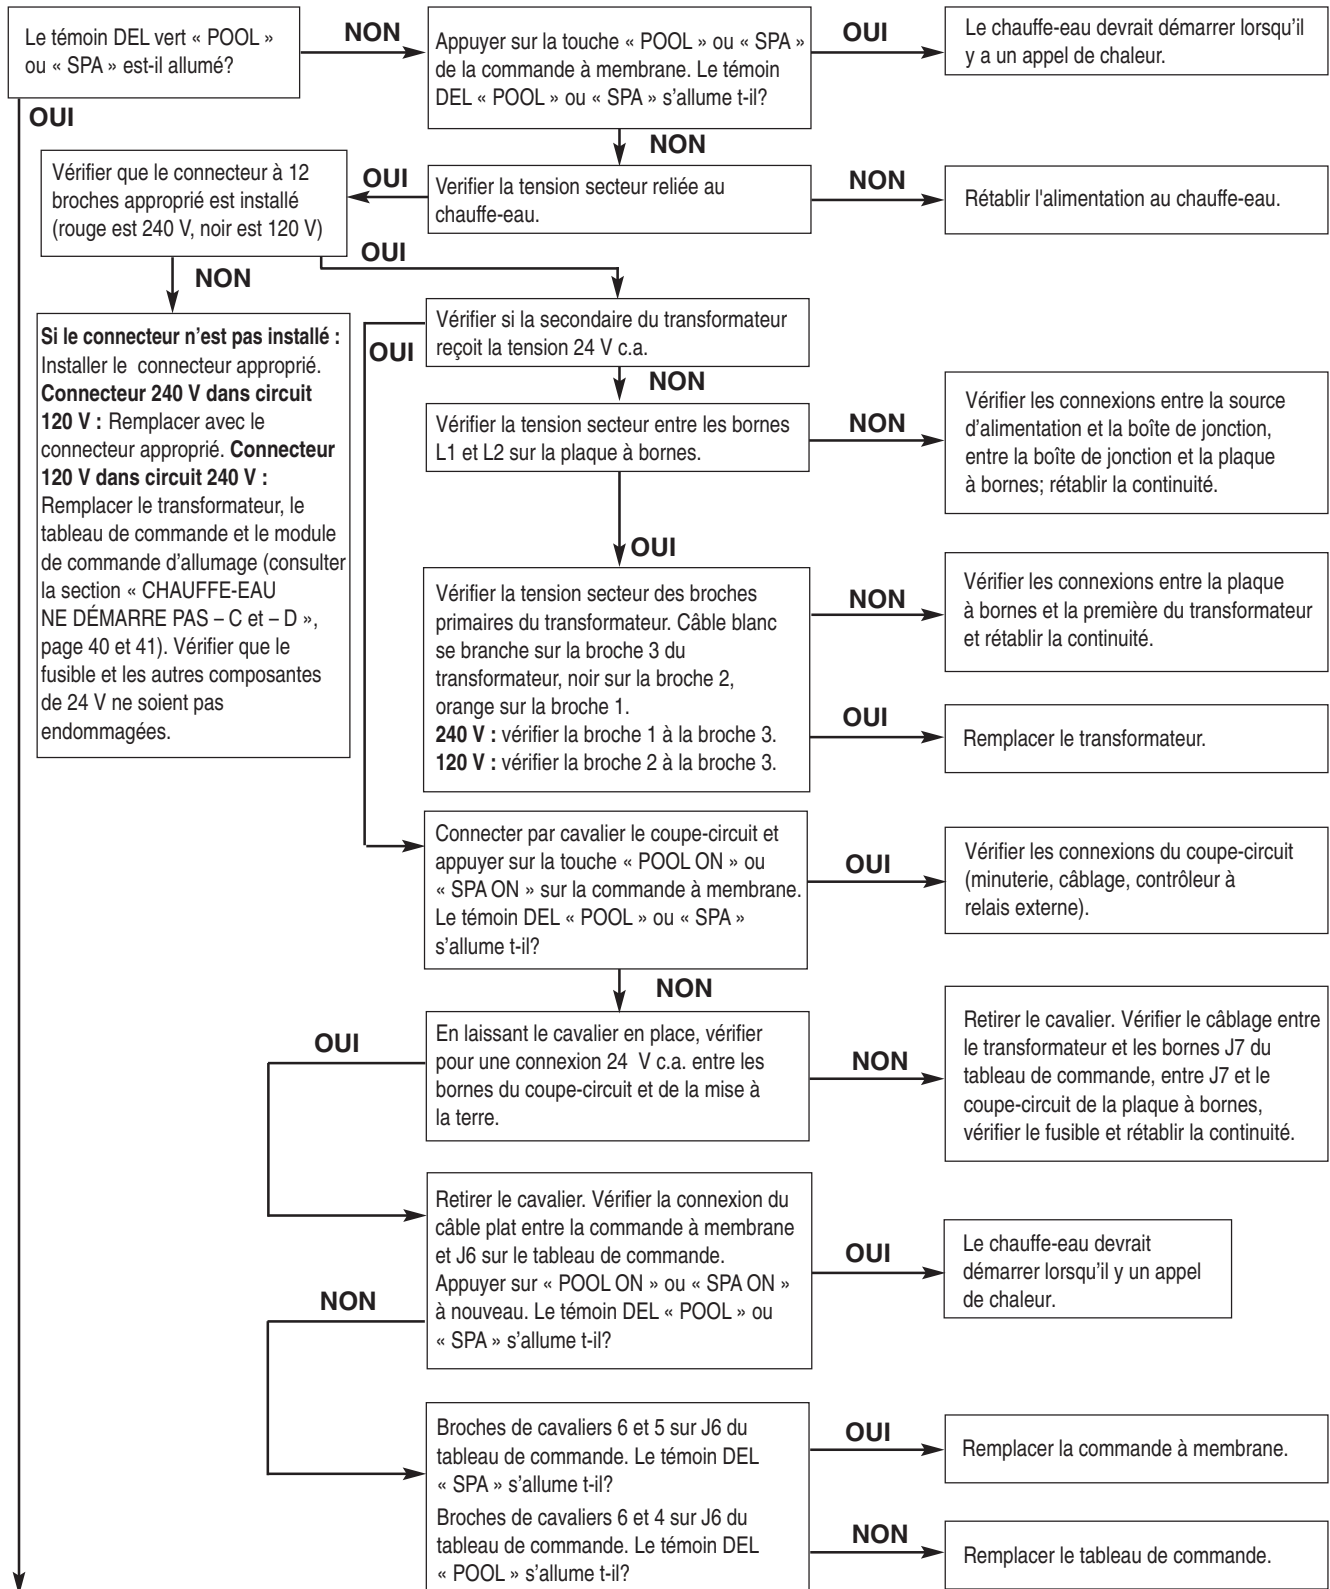 Le témoin DEL vert « POOL »
ou « SPA » est-il allumé?
NON
Appuyer sur la touche « POOL » ou « SPA »
de la commande à membrane. Le témoin
DEL « POOL » ou « SPA » s'allume t-il?
OUI
Le chauffe-eau devrait démarrer lorsqu'il
y a un appel de chaleur.
OUI
NON
Vérifier que le connecteur à 12
broches approprié est installé
(rouge est 240 V, noir est 120 V)
OUI
Verifier la tension secteur reliée au
chauffe-eau.
NON
Rétablir l'alimentation au chauffe-eau.
OUI
NON
Si le connecteur n'est pas installé :
Installer le connecteur approprié.
Connecteur 240 V dans circuit
120 V : Remplacer avec le
connecteur approprié. Connecteur
120 V dans circuit 240 V :
Remplacer le transformateur, le
tableau de commande et le module
de commande d'allumage (consulter
la section « CHAUFFE-EAU
NE DÉMARRE PAS – C et – D »,
page 40 et 41). Vérifier que le
fusible et les autres composantes
de 24 V ne soient pas
endommagées.
OUI
Vérifier si la secondaire du transformateur
reçoit la tension 24 V c.a.
NON
Vérifier la tension secteur entre les bornes
L1 et L2 sur la plaque à bornes.
NON
Vérifier les connexions entre la source
d'alimentation et la boîte de jonction,
entre la boîte de jonction et la plaque
à bornes; rétablir la continuité.
OUI
Vérifier la tension secteur des broches
primaires du transformateur. Câble blanc
se branche sur la broche 3 du
transformateur, noir sur la broche 2,
orange sur la broche 1.
240 V : vérifier la broche 1 à la broche 3.
120 V : vérifier la broche 2 à la broche 3.
NON
Vérifier les connexions entre la plaque
à bornes et la première du transformateur
et rétablir la continuité.
OUI
Remplacer le transformateur.
Connecter par cavalier le coupe-circuit et
appuyer sur la touche « POOL ON » ou
« SPA ON » sur la commande à membrane.
Le témoin DEL « POOL » ou « SPA »
s'allume t-il?
OUI
Vérifier les connexions du coupe-circuit
(minuterie, câblage, contrôleur à
relais externe).
NON
OUI
En laissant le cavalier en place, vérifier
pour une connexion 24 V c.a. entre les
bornes du coupe-circuit et de la mise à
la terre.
NON
Retirer le cavalier. Vérifier le câblage entre
le transformateur et les bornes J7 du
tableau de commande, entre J7 et le
coupe-circuit de la plaque à bornes,
vérifier le fusible et rétablir la continuité.
Retirer le cavalier. Vérifier la connexion du
câble plat entre la commande à membrane
et J6 sur le tableau de commande.
Appuyer sur « POOL ON » ou « SPA ON »
à nouveau. Le témoin DEL « POOL » ou
« SPA » s'allume t-il?
OUI
Le chauffe-eau devrait
démarrer lorsqu'il y un appel
de chaleur.
NON
Broches de cavaliers 6 et 5 sur J6 du
tableau de commande. Le témoin DEL
« SPA » s'allume t-il?
Broches de cavaliers 6 et 4 sur J6 du
tableau de commande. Le témoin DEL
« POOL » s'allume t-il?
OUI
Remplacer la commande à membrane.
NON
Remplacer le tableau de commande.